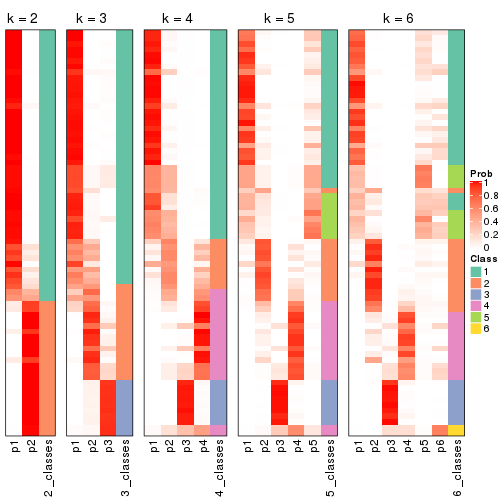 k = 2
k = 3
k = 4
k = 5
k = 6
p1
p2
2_classes
p1
p2
p3
3_classes
p1
p2
p3
p4
4_classes
p1
p2
p3
p4
p5
5_classes
p1
p2
p3
p4
p5
p6
6_classes
Prob
1
0.8
0.6
0.4
0.2
0
Class
1
2
3
4
5
6